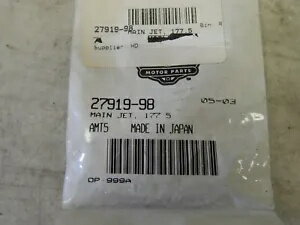 27919-98
MAIN JET, 177 5
A
Supplier HD
MOTOR PARTS
27919-98 05-03
MAIN JET, 177 5
AMT5 MADE IN JAPAN
OP 999A